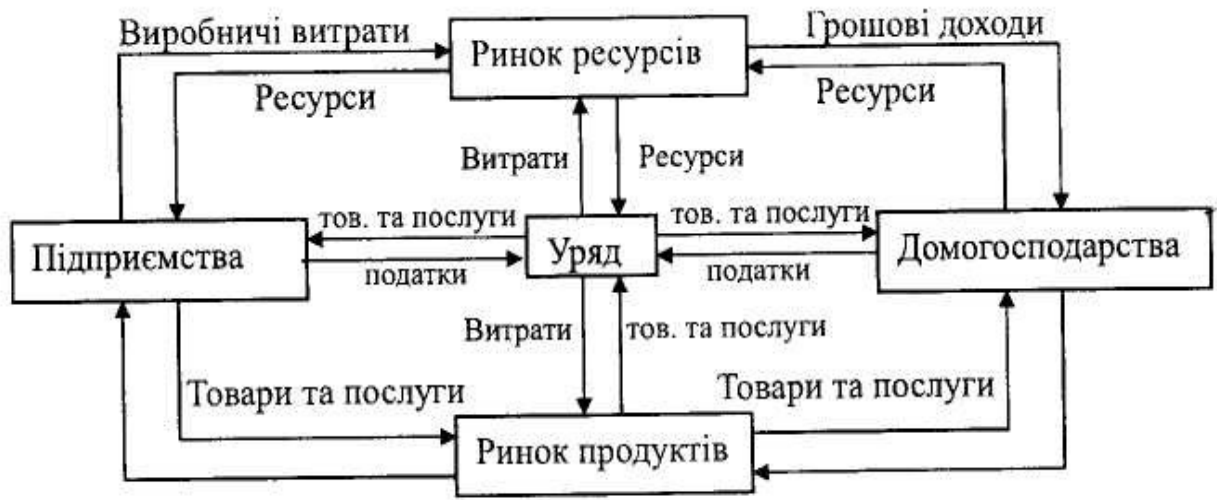 Виробничі витрати
Ринок ресурсів
Грошові доходи
Ресурси
Ресурси
Витрати
Ресурси
тов. та послуги
тов. та послуги
Підприємства
Уряд
Домогосподарства
податки
податки
Витрати
тов. та послуги
Товари та послуги
Товари та послуги
Ринок продуктів